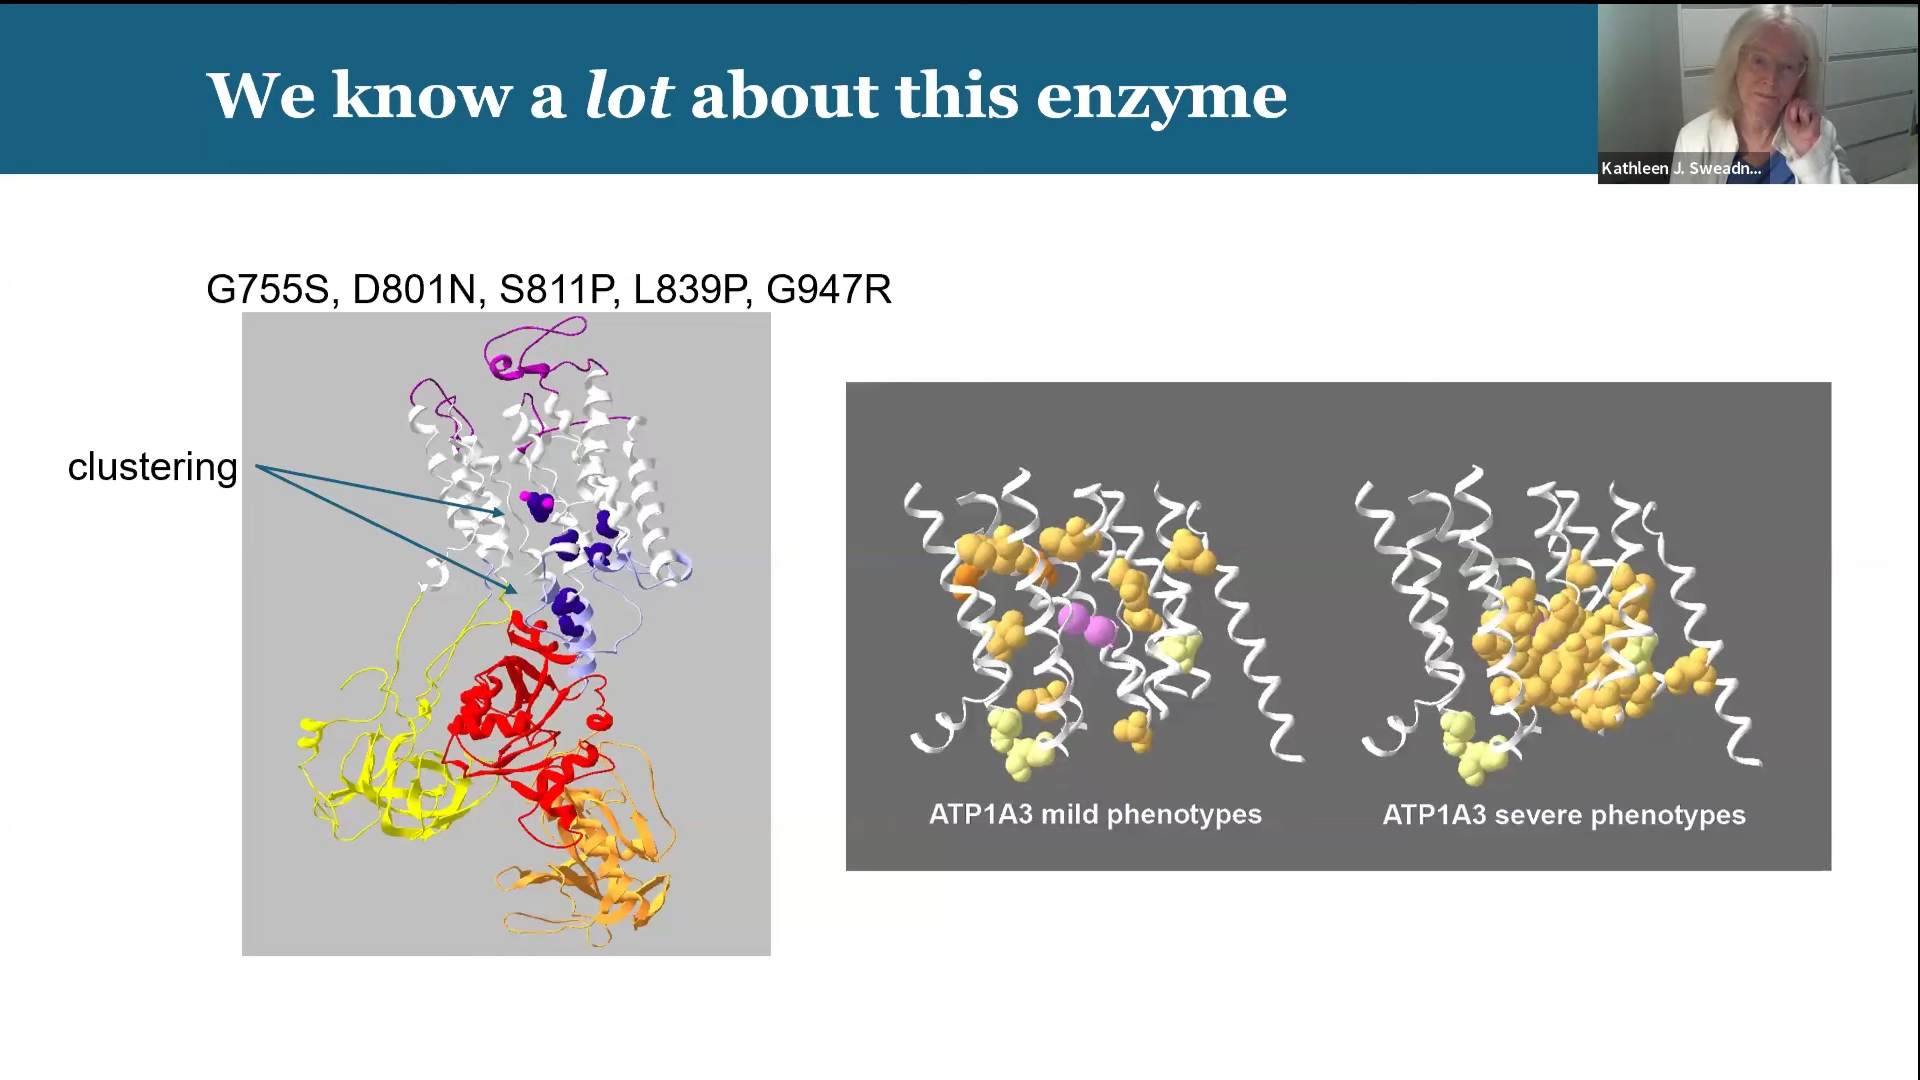 We know a lot about this enzyme
Kathleen J. Sweadn...
G755S, D801N, S811P, L839P, G947R
clustering
ATP1A3 mild phenotypes
ATP1A3 severe phenotypes